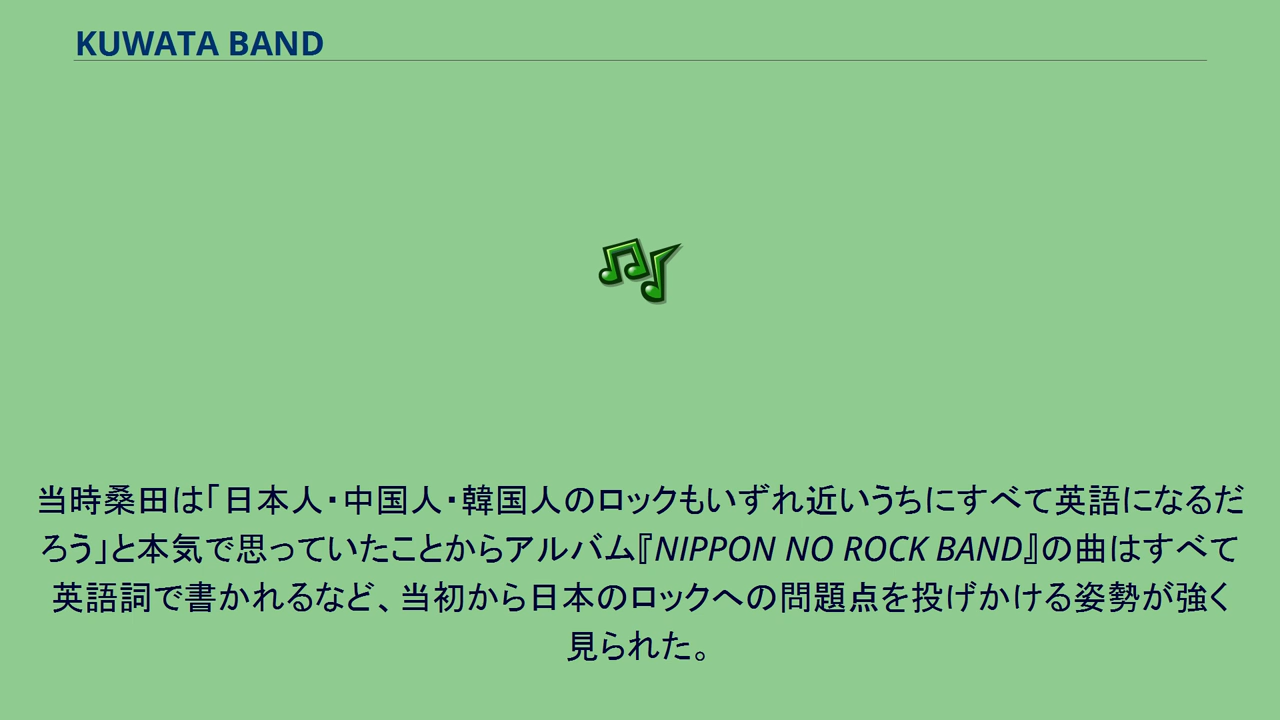 KUWATA BAND
当時桑田は「日本人・中国人・韓国人のロックもいずれ近いうちにすべて英語になるだ
ろう」と本気で思っていたことからアルバム『NIPPON NO ROCK BAND』の曲はすべて
英語詞で書かれるなど、当初から日本のロックへの問題点を投げかける姿勢が強く
見られた。